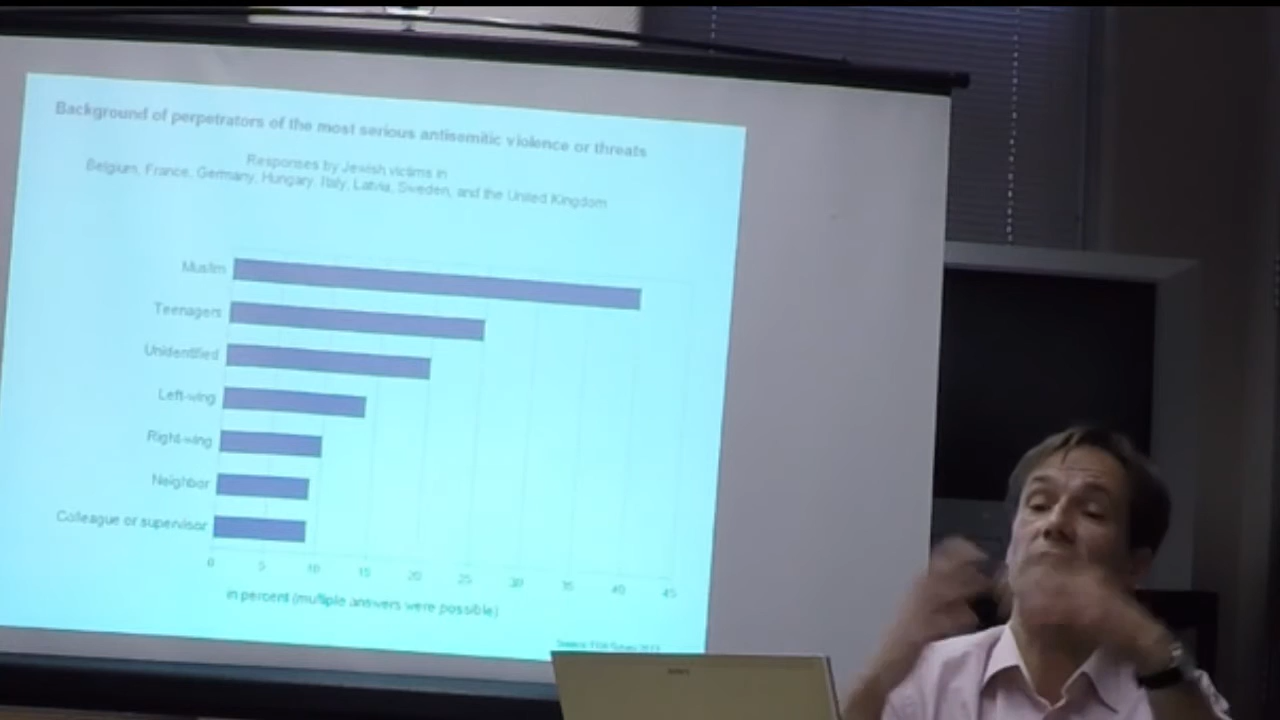 Background of perpetrators of the most serious antisemitic violence or threats
Responses by Jewish victims in
Belgium, France, Germany, Hungary, Italy, Latvia, Sweden, and the United Kingdom
Muslim
Teenagers
Unidentified
Left-wing
Right-wing
Neighbor
Colleague or supervisor
0 5 10 15 20 25 30 35 40 45
in percent (multiple answers were possible)